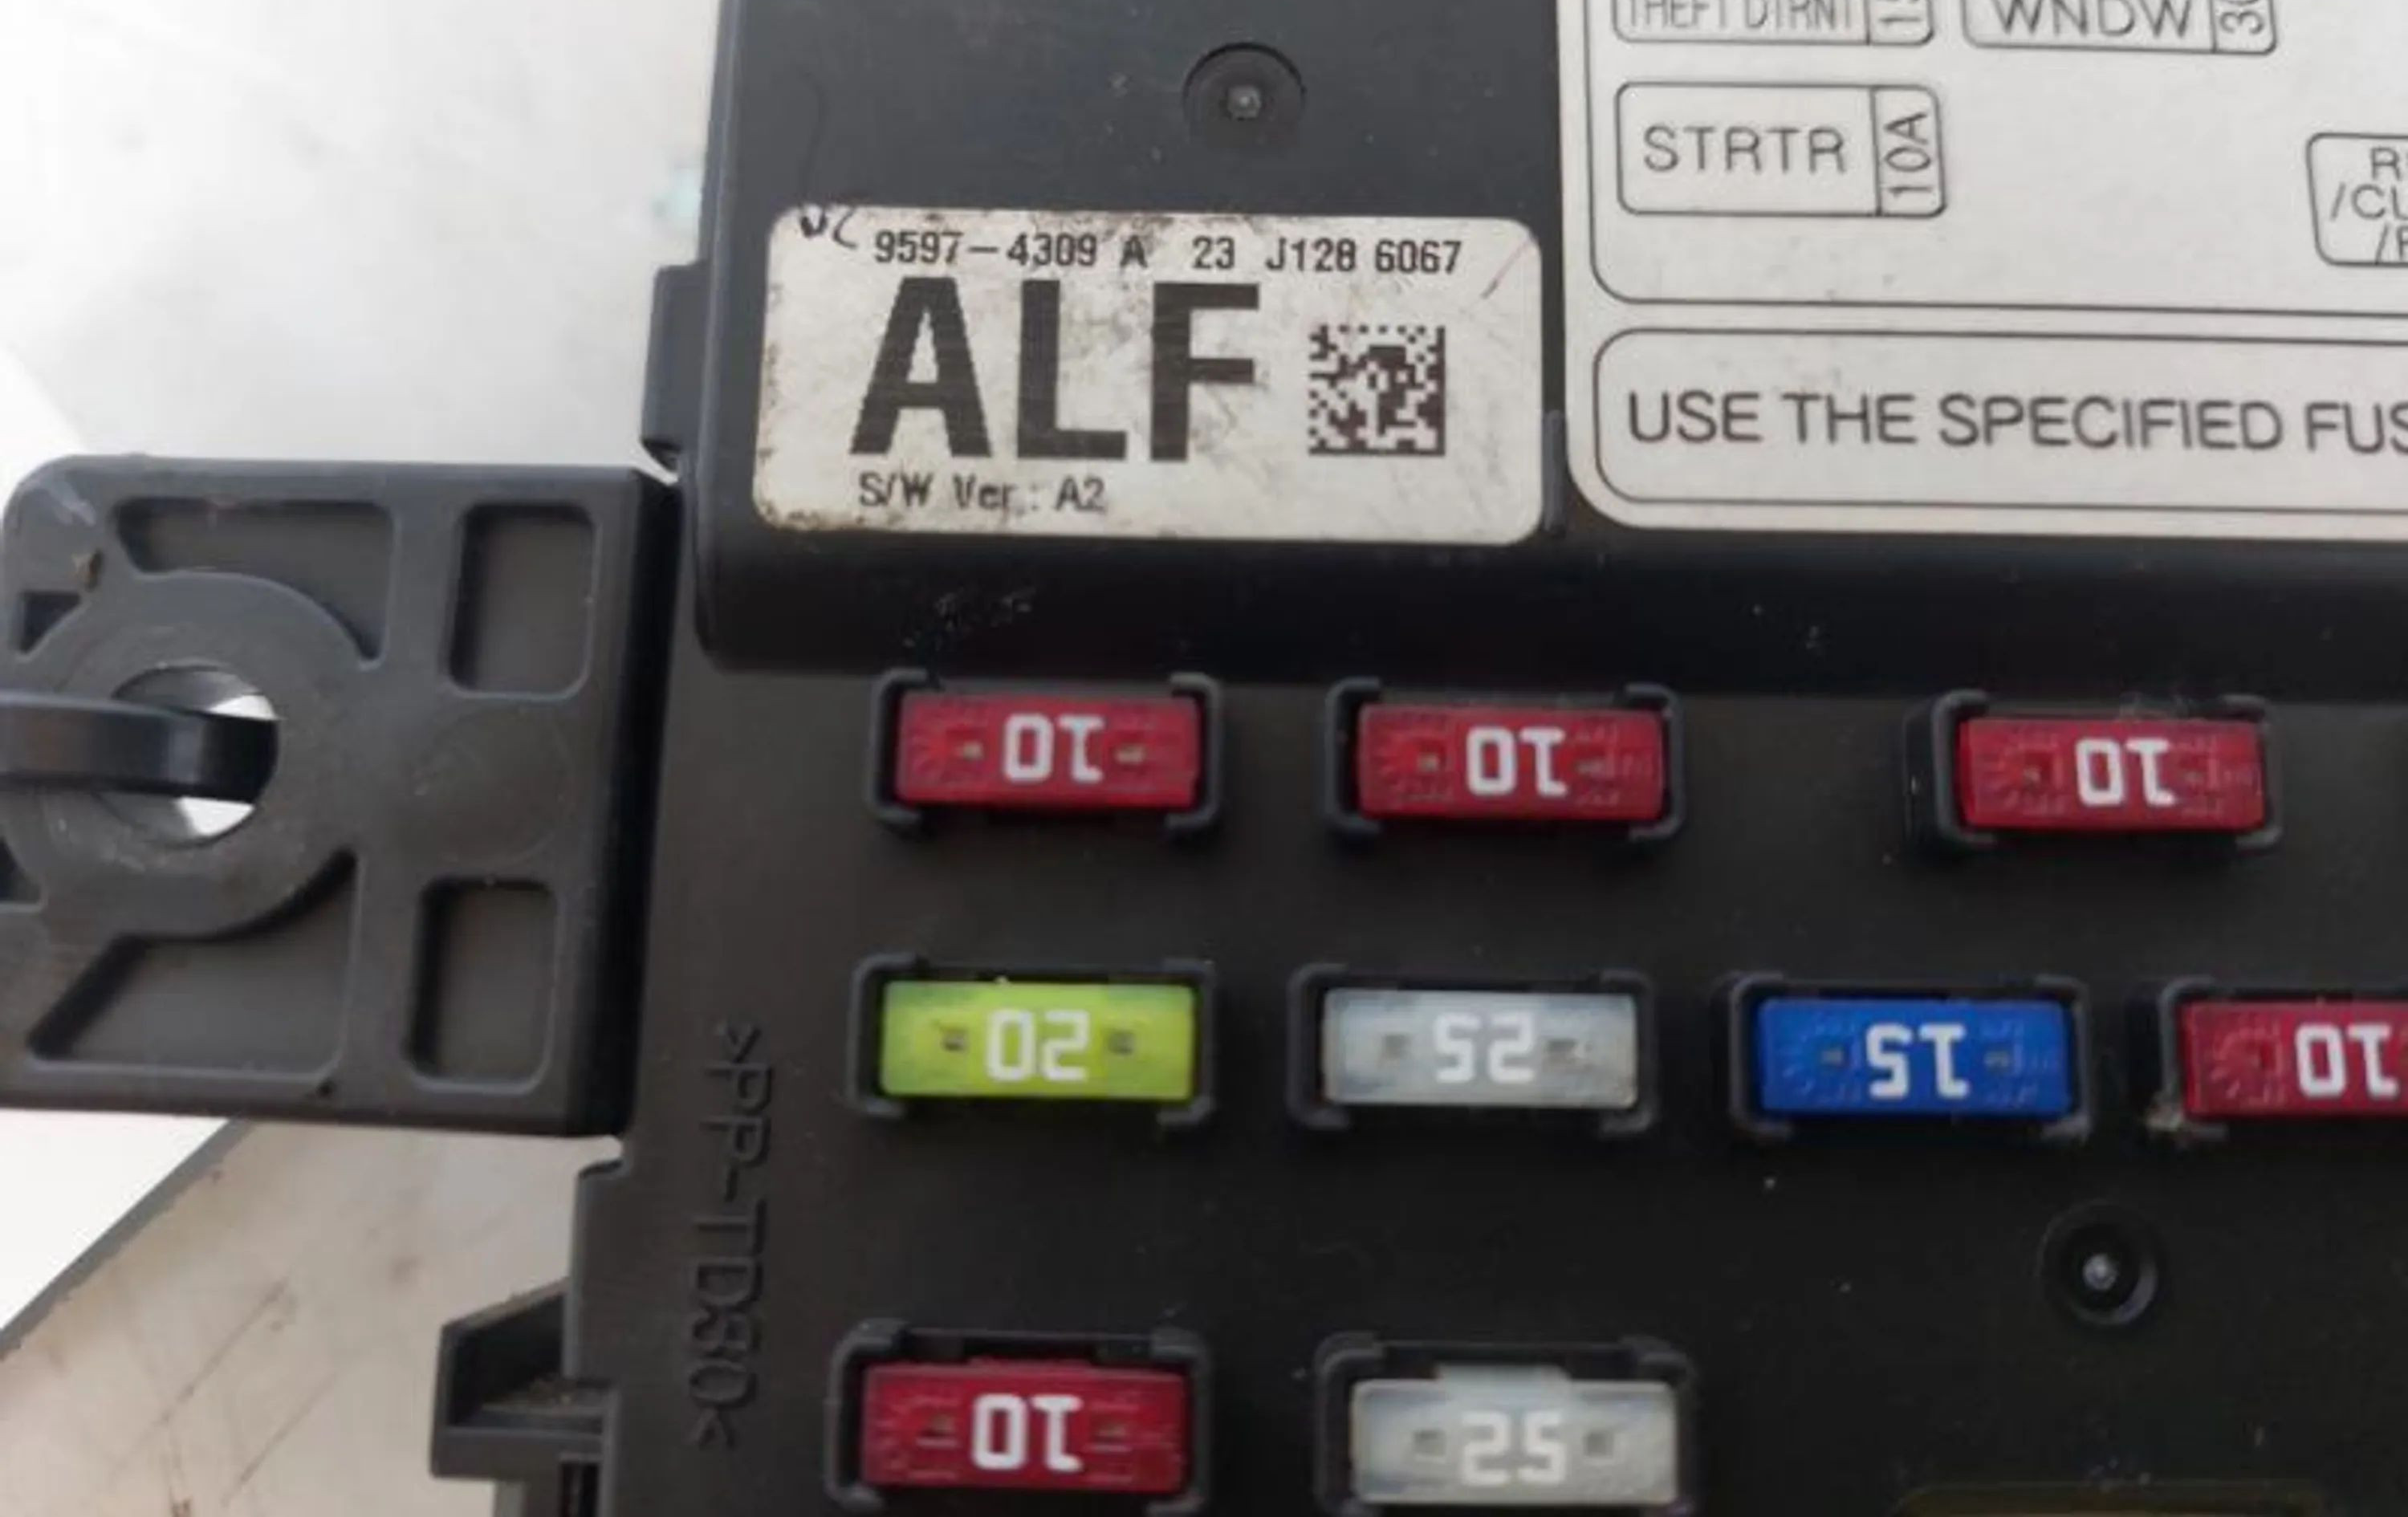 THEFT DTRNT
WNDW
STRTR 10A
9597-4309 A 23 J128 6067
ALF
S/W Ver.: A2
USE THE SPECIFIED
10 10 10
20 25 15 10
>PP-TD30<
10 25